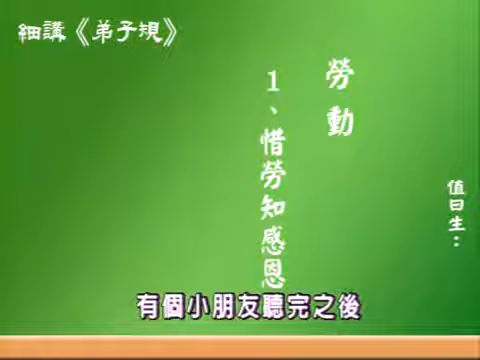 細講《弟子規》
勞動
1、惜勞知感恩
值日生：
有個小朋友聽完之後